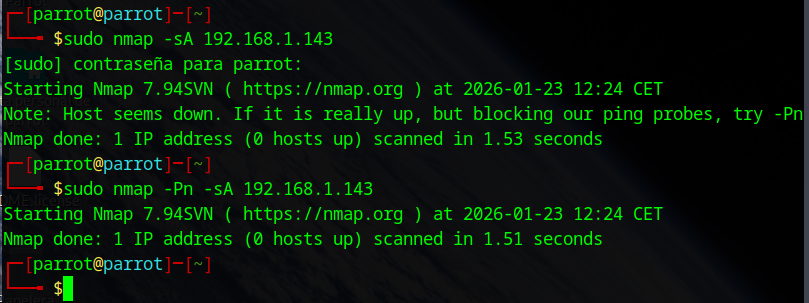 ┌─[parrot@parrot]─[~]
└──╼ $sudo nmap -sA 192.168.1.143
[sudo] contraseña para parrot:
Starting Nmap 7.94SVN ( https://nmap.org ) at 2026-01-23 12:24 CET
Note: Host seems down. If it is really up, but blocking our ping probes, try -Pn
Nmap done: 1 IP address (0 hosts up) scanned in 1.53 seconds
┌─[parrot@parrot]─[~]
└──╼ $sudo nmap -Pn -sA 192.168.1.143
Starting Nmap 7.94SVN ( https://nmap.org ) at 2026-01-23 12:24 CET
Nmap done: 1 IP address (0 hosts up) scanned in 1.51 seconds
┌─[parrot@parrot]─[~]
└──╼ $